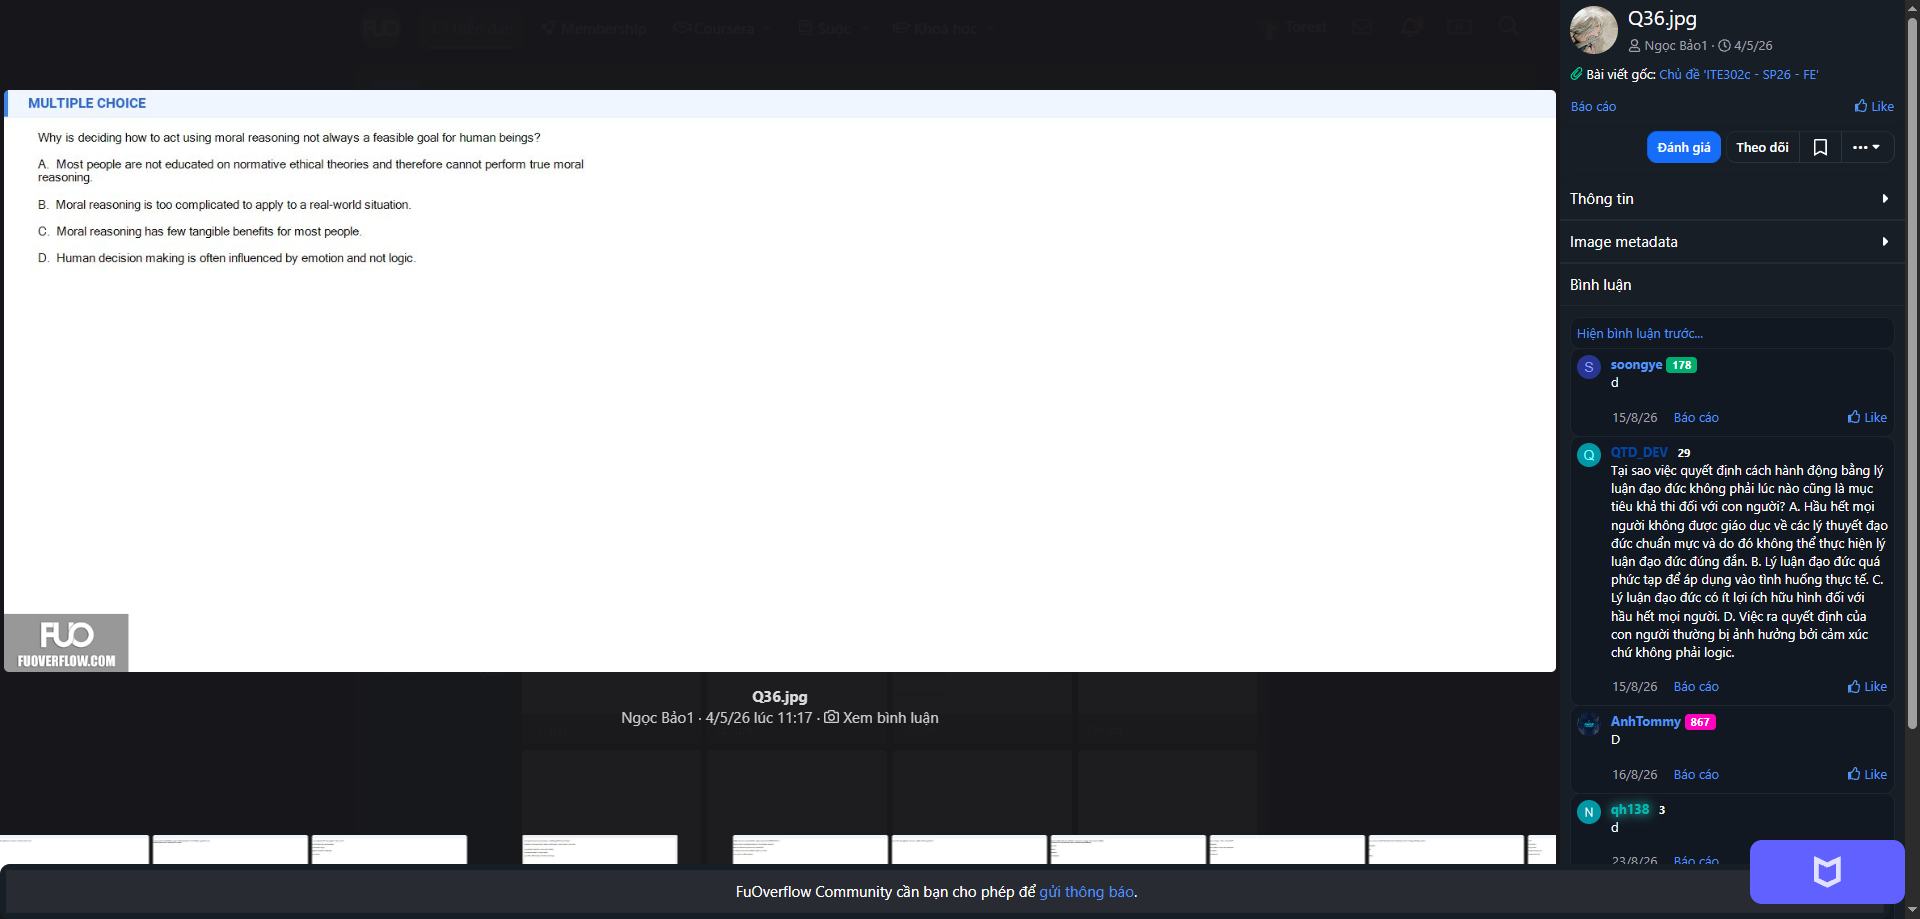 FUO
Membership
Coursera
Khoá học
Torest
MULTIPLE CHOICE
Why is deciding how to act using moral reasoning not always a feasible goal for human beings?
A. Most people are not educated on normative ethical theories and therefore cannot perform true moral
reasoning.
B. Moral reasoning is too complicated to apply to a real-world situation.
C. Moral reasoning has few tangible benefits for most people.
D. Human decision making is often influenced by emotion and not logic.
FUO
FUOVERFLOW.COM
Q36.jpg
Ngọc Bảo1 · 4/5/26 lúc 11:17 · Xem bình luận
FuOverflow Community cần bạn cho phép để gửi thông báo.
Q36.jpg
Ngọc Bảo1 · 4/5/26
Bài viết gốc: Chủ đề 'ITE302c - SP26 - FE'
Báo cáo
Like
Đánh giá
Theo dõi
Thông tin
Image metadata
Bình luận
Hiện bình luận trước...
S
soongye 178
d
15/8/26 Báo cáo Like
Q
QTD_DEV 29
Tại sao việc quyết định cách hành động bằng lý
luận đạo đức không phải lúc nào cũng là mục
tiêu khả thi đối với con người? A. Hầu hết mọi
người không được giáo dục về các lý thuyết đạo
đức chuẩn mực và do đó không thể thực hiện lý
luận đạo đức đúng đắn. B. Lý luận đạo đức quá
phức tạp để áp dụng vào tình huống thực tế. C.
Lý luận đạo đức có ít lợi ích hữu hình đối với
hầu hết mọi người. D. Việc ra quyết định của
con người thường bị ảnh hưởng bởi cảm xúc
chứ không phải logic.
15/8/26 Báo cáo Like
AnhTommy 867
D
16/8/26 Báo cáo Like
N
qh138 3
d
23/8/26 Báo cáo